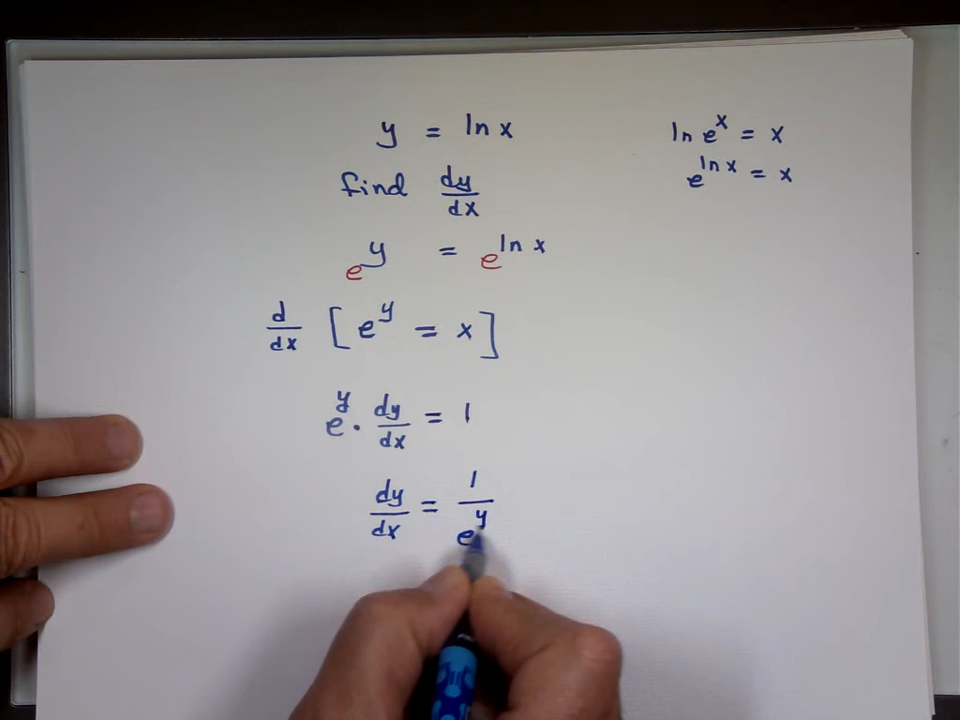 y = ln x
find dy/dx
e^y = e^ln x
d/dx [e^y = x]
e^y · dy/dx = 1
dy/dx = 1/e^y
ln e^x = x
e^ln x = x